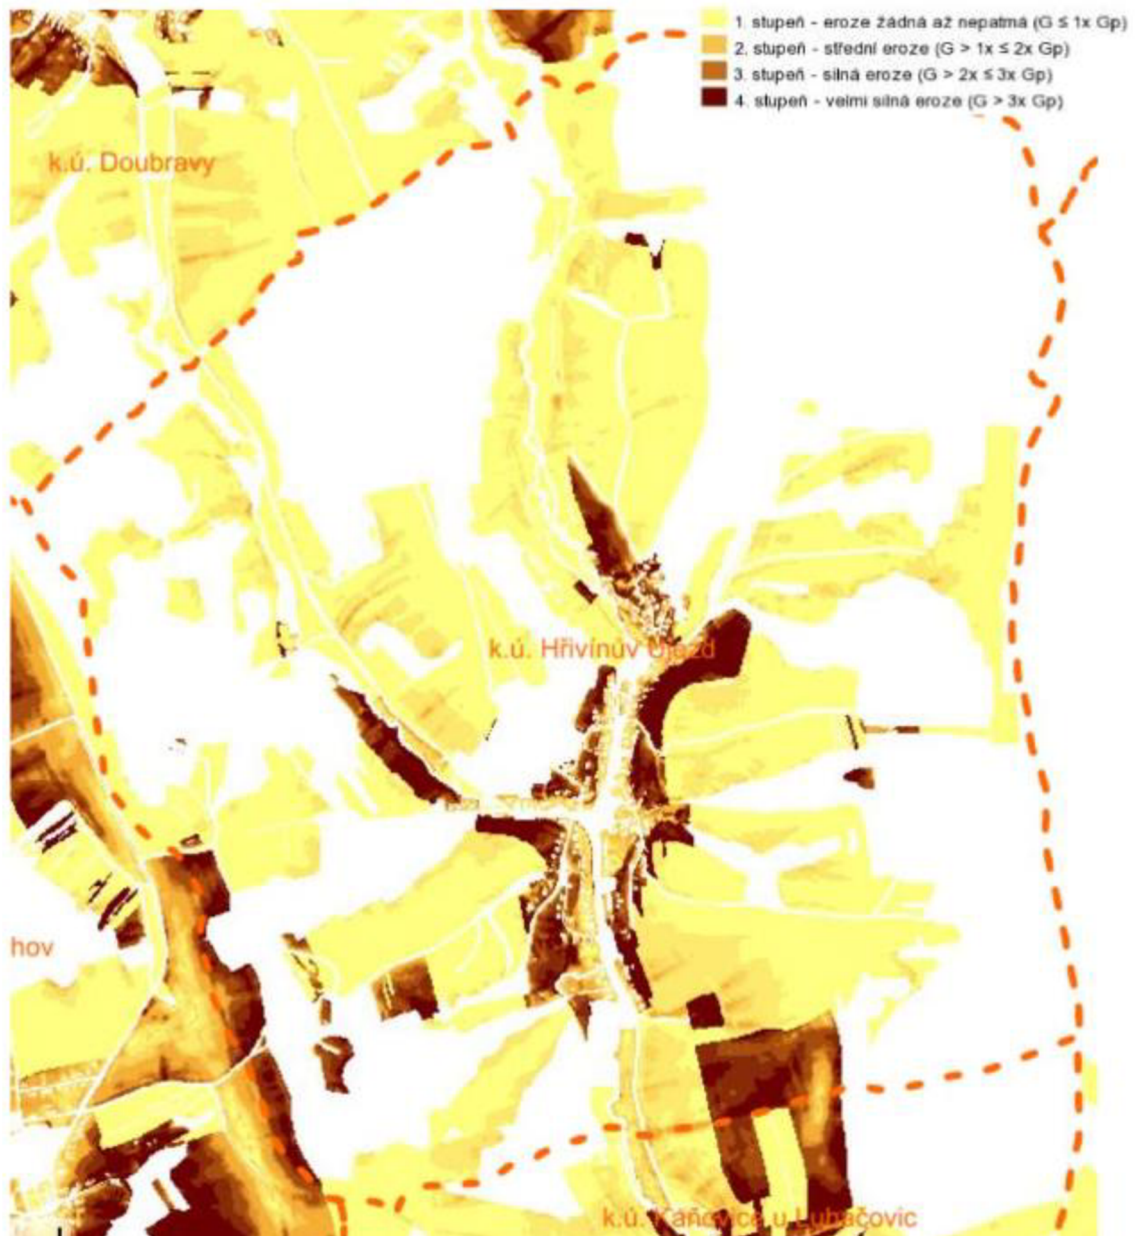 1. stupeň - eroze žádná až nepatrná (G ≤ 1x Gp)
2. stupeň - střední eroze (G > 1x ≤ 2x Gp)
3. stupeň - silná eroze (G > 2x ≤ 3x Gp)
4. stupeň - velmi silná eroze (G > 3x Gp)
k.ú. Doubravy
k.ú. Hřivínův Újezd
hov
k.ú. Kaňovice u Luhačovic